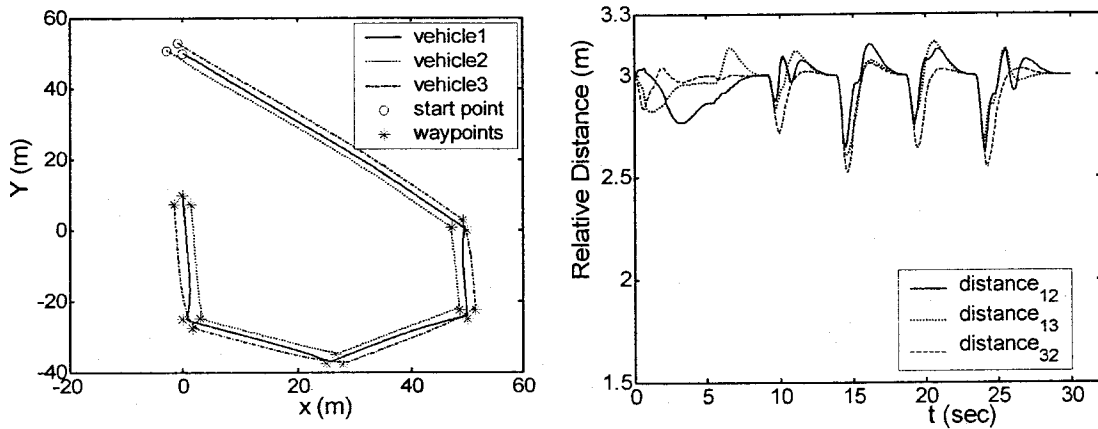 60
40
20
0
-20
-40
Y (m)
-20
0
20
40
60
x (m)
vehicle1
vehicle2
vehicle3
start point
waypoints
3.3
3.0
2.5
2
1.5
Relative Distance (m)
0
5
10
15
20
25
30
t (sec)
distance12
distance13
distance32